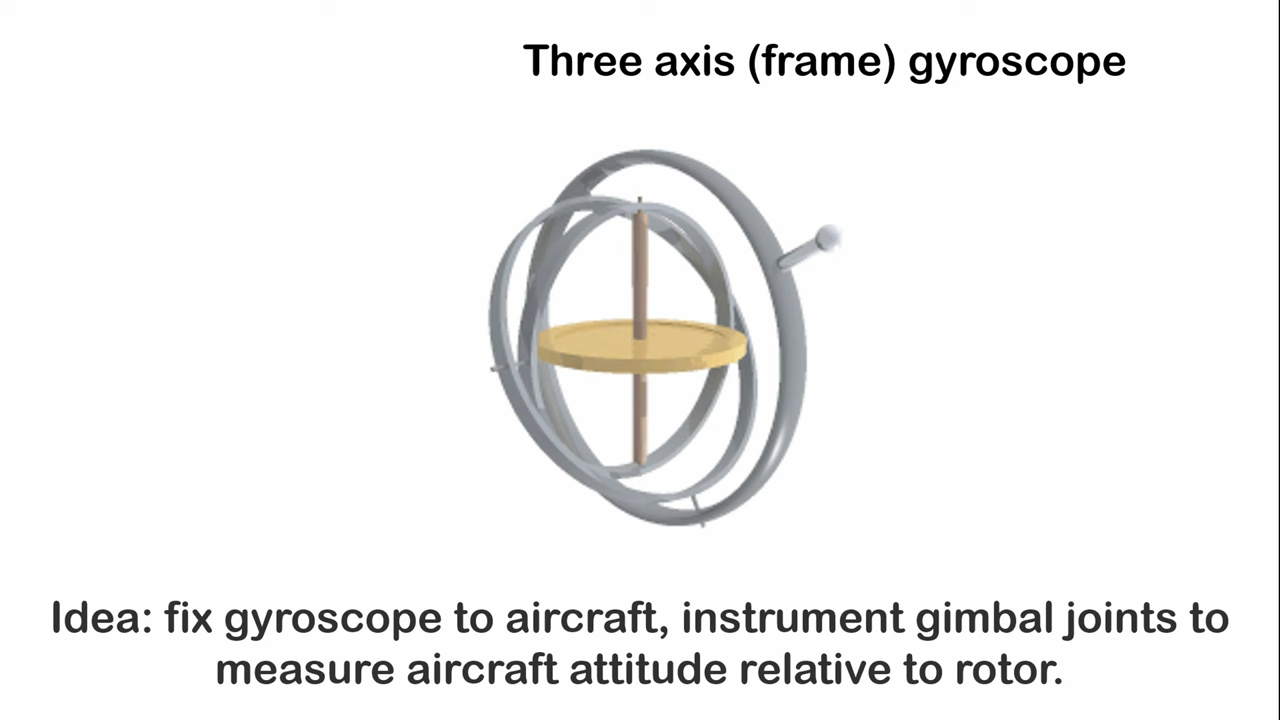 Three axis (frame) gyroscope
Idea: fix gyroscope to aircraft, instrument gimbal joints to
measure aircraft attitude relative to rotor.